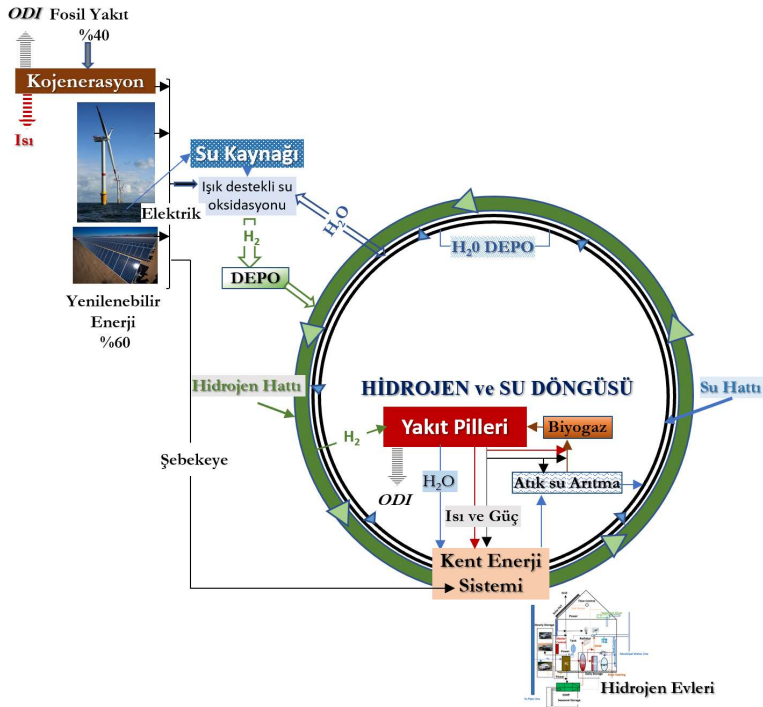 ODI
Fosil Yakıt
%40
Kojenerasyon
Isı
Su Kaynağı
Işık destekli su
oksidasyonu
Elektrik
H₂O
H₂
DEPO
H₂0 DEPO
Yenilenebilir
Enerji
%60
HİDROJEN ve SU DÖNGÜSÜ
Hidrojen Hattı
Su Hattı
Yakıt Pilleri
Biyogaz
H₂
Şebekeye
H₂O
Atık su Arıtma
ODI
Isı ve Güç
Kent Enerji
Sistemi
Hidrojen Evleri